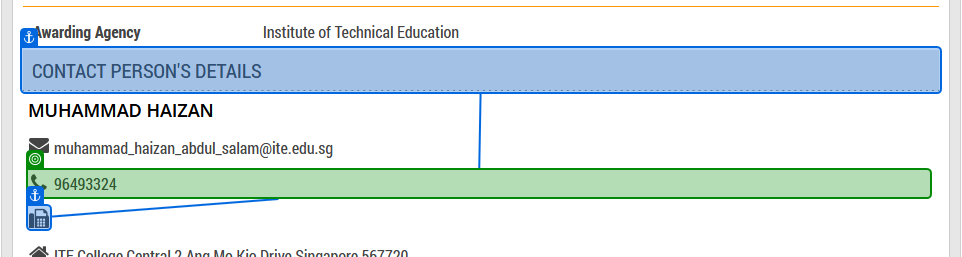 Awarding Agency Institute of Technical Education
CONTACT PERSON'S DETAILS
MUHAMMAD HAIZAN
muhammad_haizan_abdul_salam@ite.edu.sg
96493324
ITE College Central 2 Ang Mo Kio Drive Singapore 567720